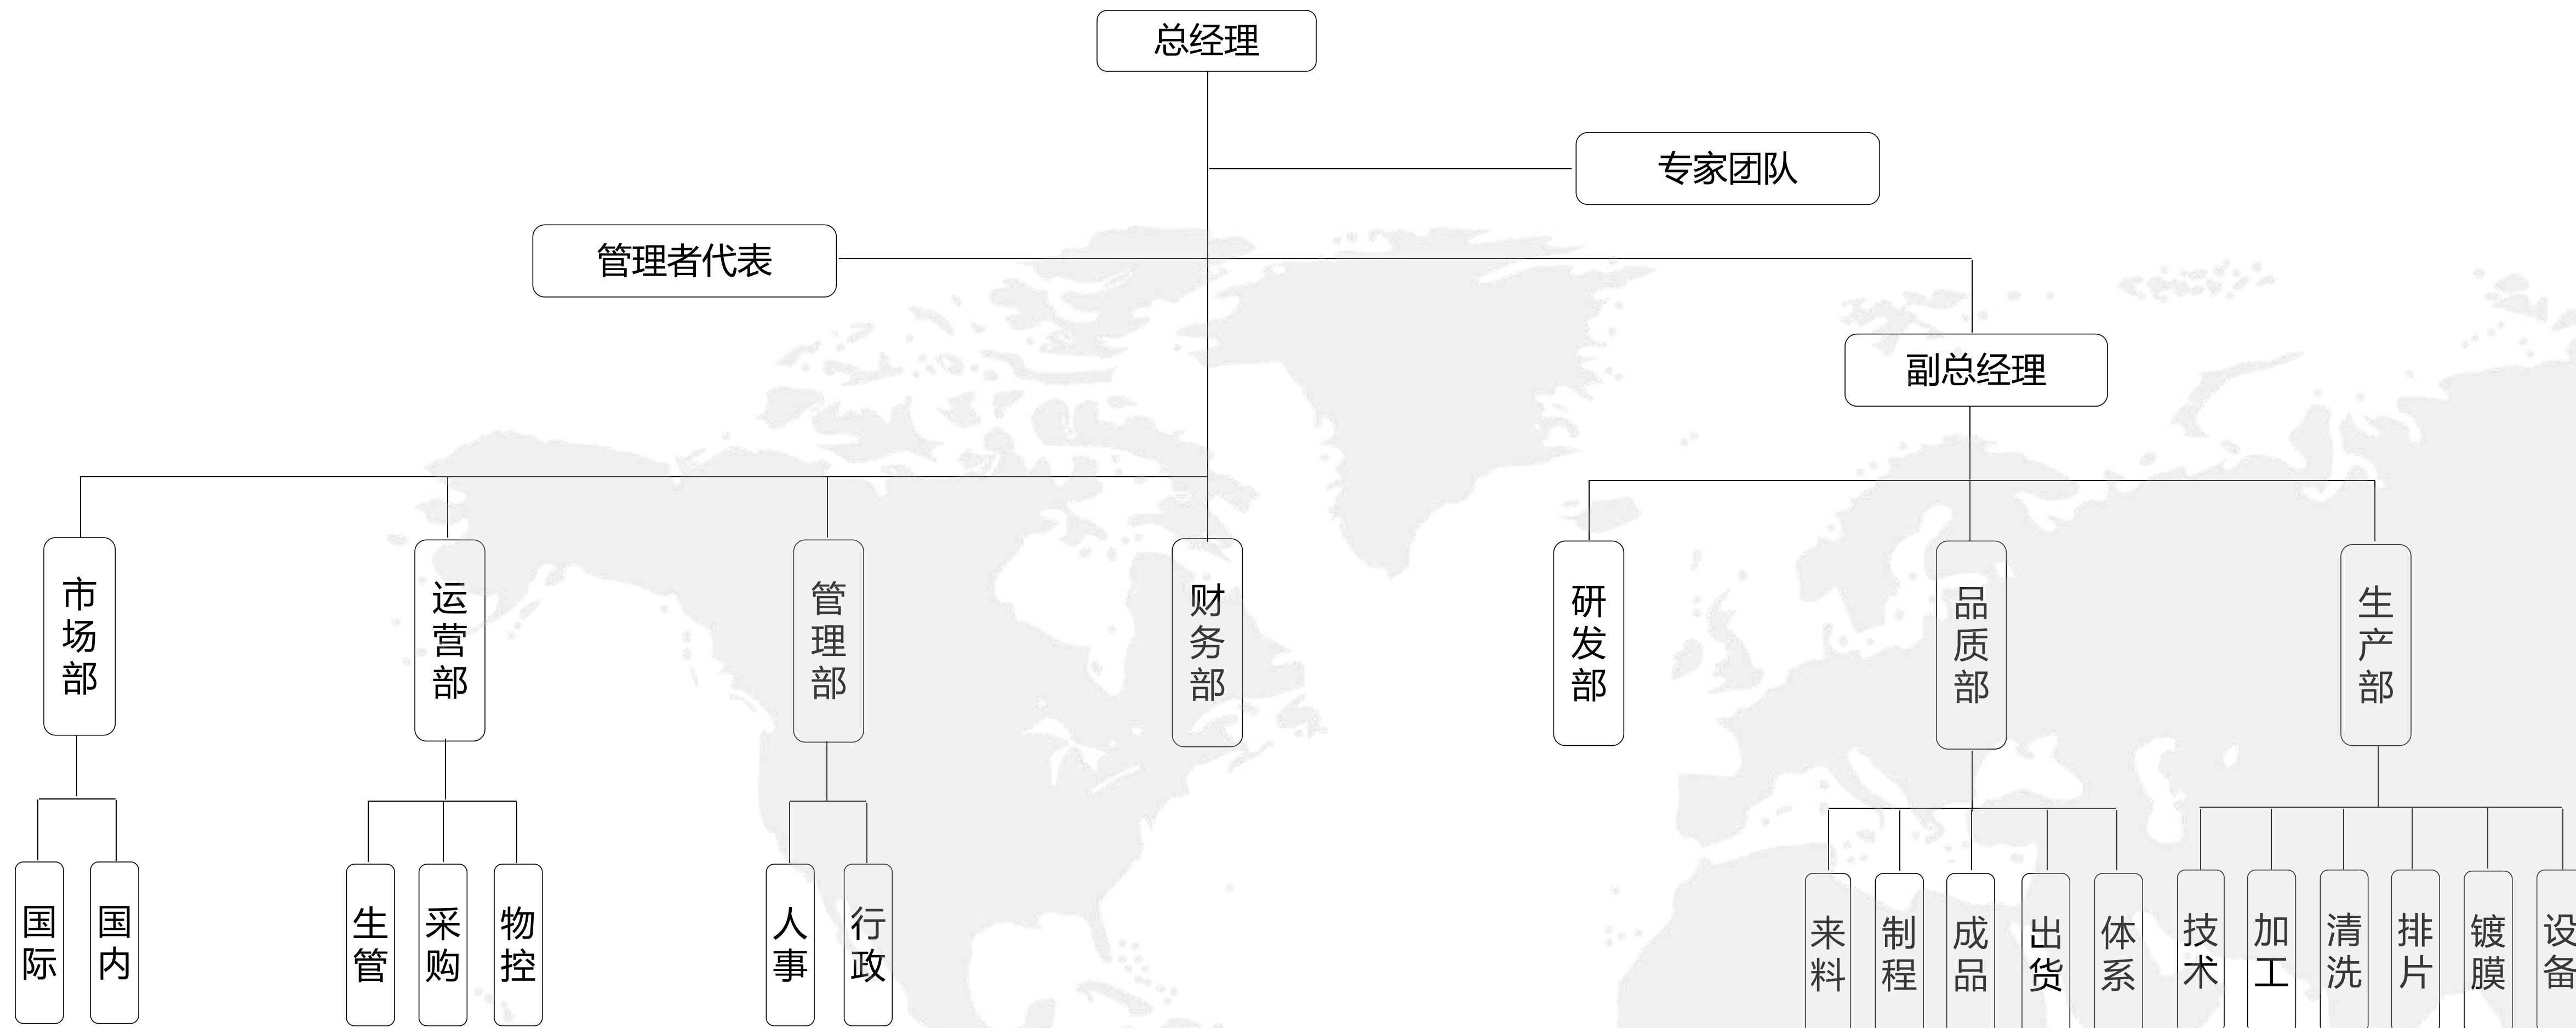 总经理
专家团队
管理者代表
副总经理
市场部
运营部
管理部
财务部
研发部
品质部
生产部
国际
国内
生管
采购
物控
人事
行政
来料
制程
成品
出货
体系
技术
加工
清洗
排片
镀膜
设备